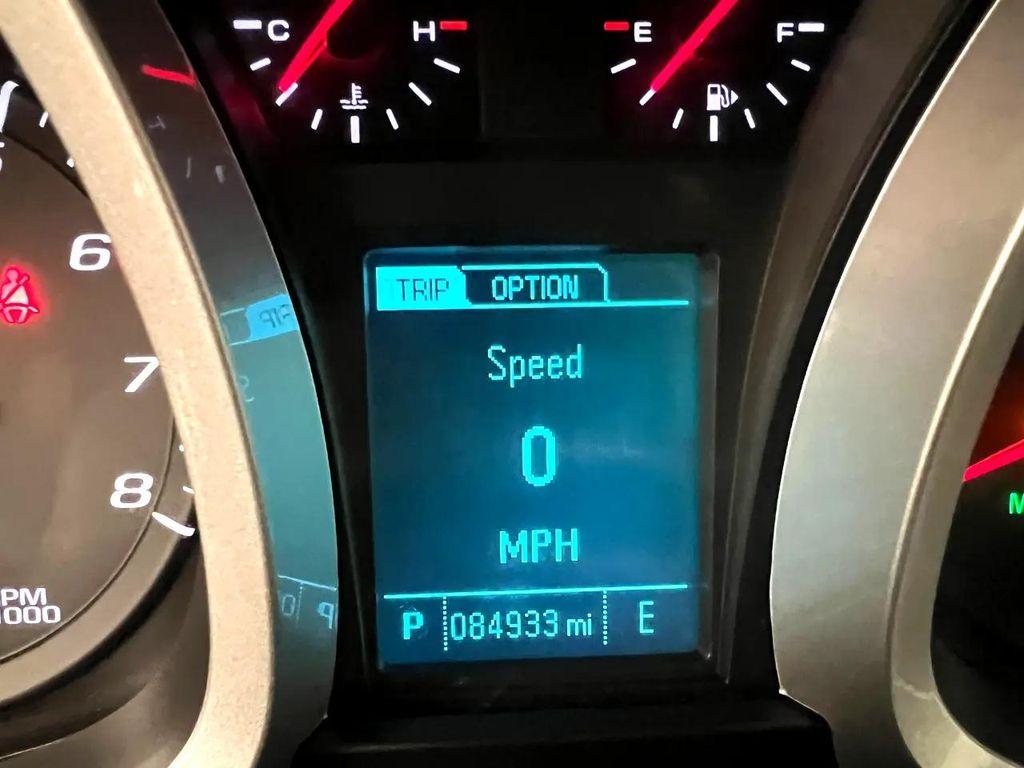 C H E F
6
7
8
TRIP OPTION
Speed
0
MPH
P 084933 mi E